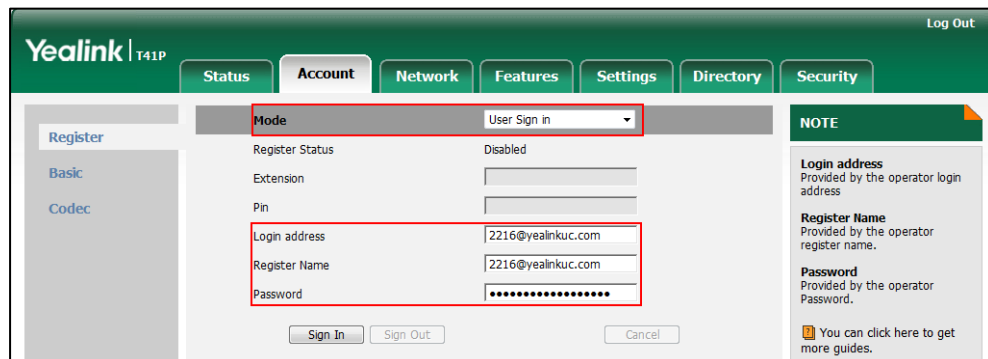 Log Out
Yealink | T41P
Status Account Network Features Settings Directory Security
Register
Basic
Codec
Mode User Sign in
Register Status Disabled
Extension
Pin
Login address 2216@yealinkuc.com
Register Name 2216@yealinkuc.com
Password ••••••••••••••••••
Sign In Sign Out Cancel
NOTE
Login address
Provided by the operator login
address
Register Name
Provided by the operator
register name.
Password
Provided by the operator
Password.
You can click here to get
more guides.